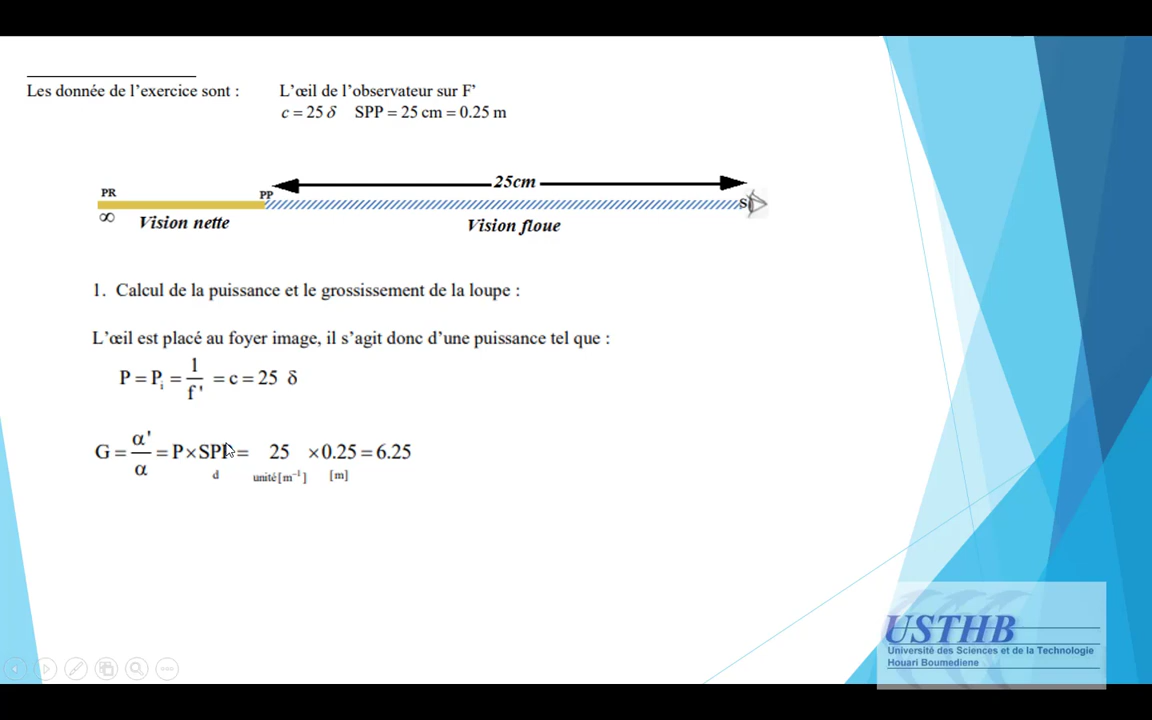 Les donnée de l'exercice sont :
L'œil de l'observateur sur F'
c = 25 δ SPP = 25 cm = 0.25 m
25cm
PR
PP
S
∞
Vision nette
Vision floue
1. Calcul de la puissance et le grossissement de la loupe :
L'œil est placé au foyer image, il s'agit donc d'une puissance tel que :
P = Pi = 1/f' = c = 25 δ
G = α'/α = P × SPP = 25 × 0.25 = 6.25
d unité [m⁻¹] [m]
USTHB
Université des Sciences et de la Technologie
Houari Boumediene